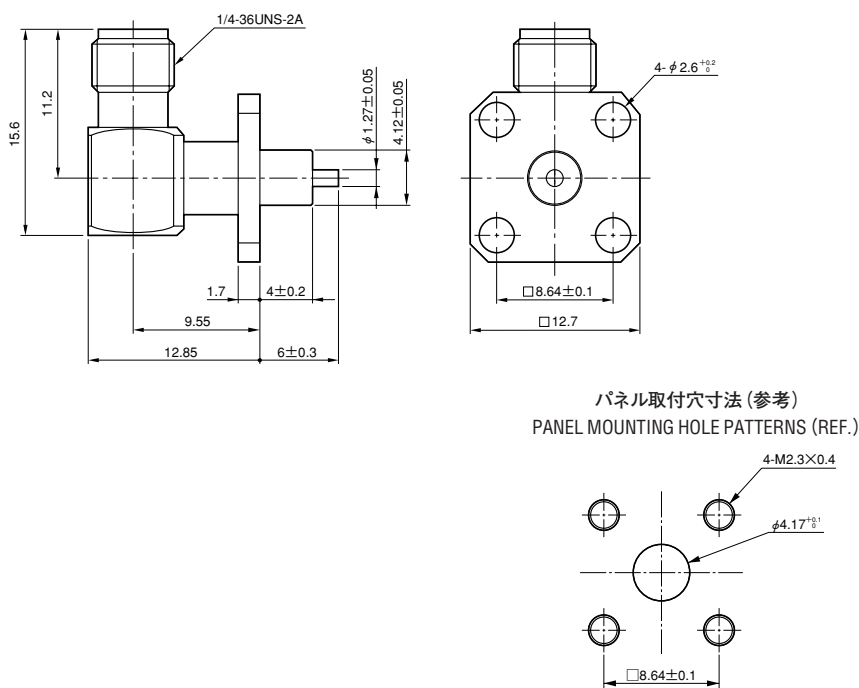 1/4-36UNS-2A
15.6
11.2
φ1.27±0.05
4.12±0.05
1.7
4±0.2
9.55
12.85
6±0.3
4-φ2.6 +0.2 0
□8.64±0.1
□12.7
パネル取付穴寸法(参考)
PANEL MOUNTING HOLE PATTERNS (REF.)
4-M2.3×0.4
φ4.17 +0.1 0
□8.64±0.1